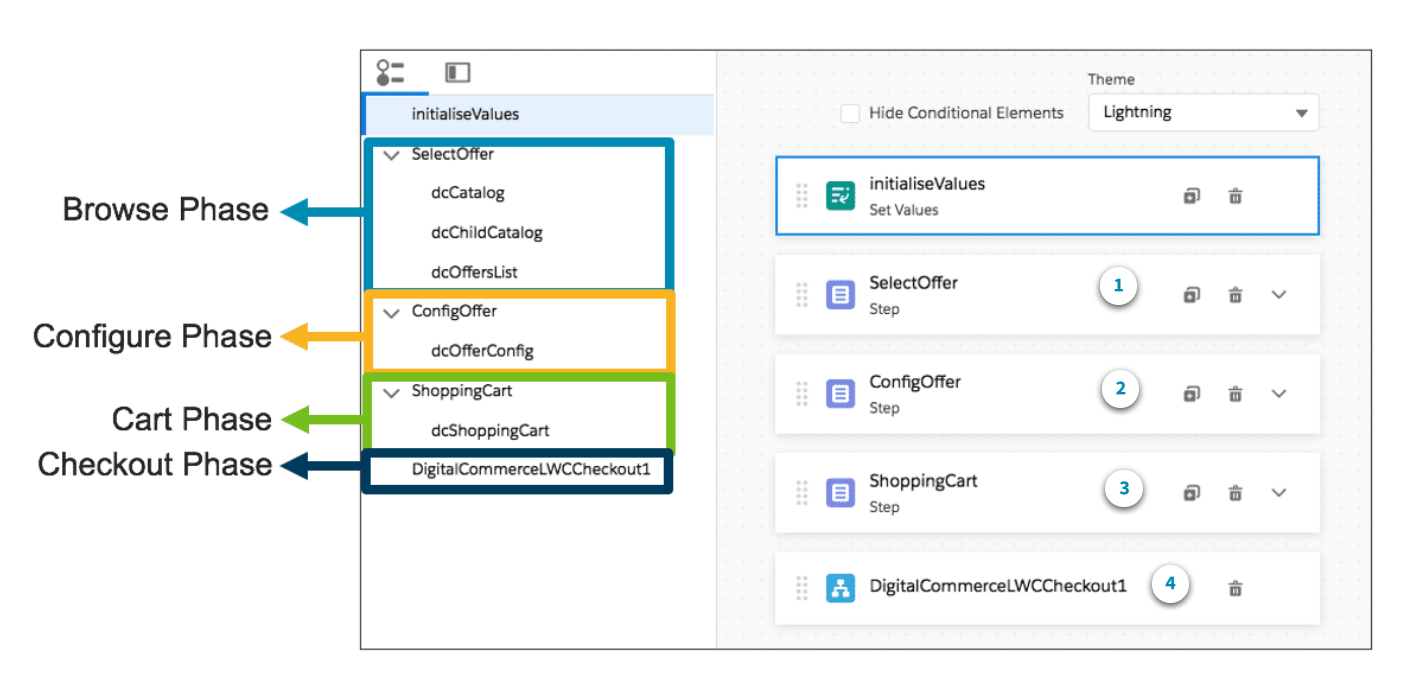 Browse Phase
Configure Phase
Cart Phase
Checkout Phase
initialiseValues
SelectOffer
dcCatalog
dcChildCatalog
dcOffersList
ConfigOffer
dcOfferConfig
ShoppingCart
dcShoppingCart
DigitalCommerceLWCCheckout1
Theme
Hide Conditional Elements
Lightning
initialiseValues
Set Values
SelectOffer
1
Step
ConfigOffer
2
Step
ShoppingCart
3
Step
DigitalCommerceLWCCheckout1
4